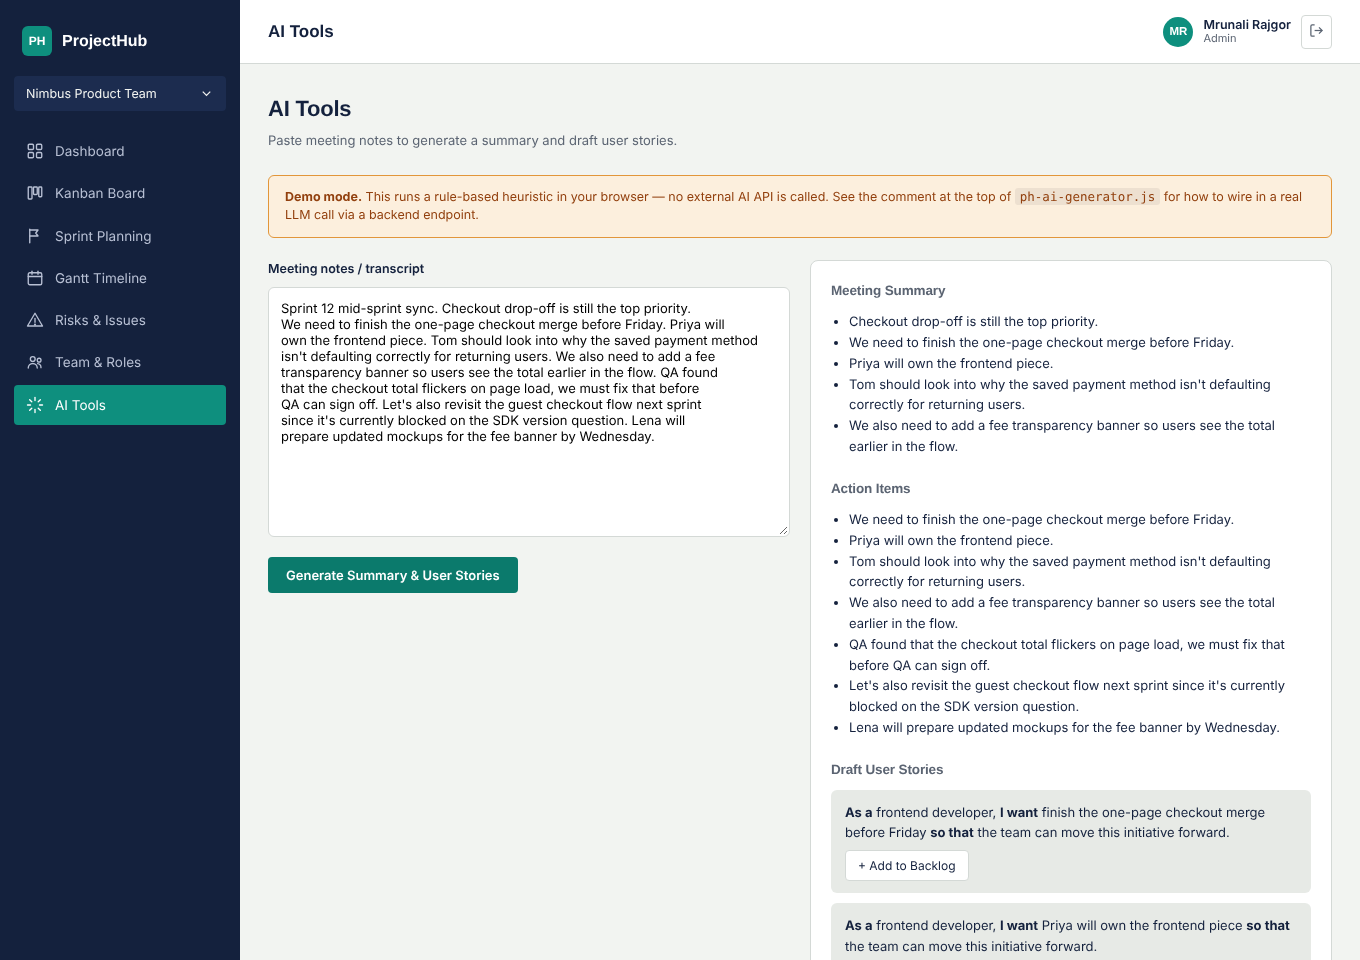 PH ProjectHub
Nimbus Product Team
Dashboard
Kanban Board
Sprint Planning
Gantt Timeline
Risks & Issues
Team & Roles
AI Tools
AI Tools
MR
Mrunali Rajgor
Admin
AI Tools
Paste meeting notes to generate a summary and draft user stories.
Demo mode. This runs a rule-based heuristic in your browser — no external AI API is called. See the comment at the top of ph-ai-generator.js for how to wire in a real
LLM call via a backend endpoint.
Meeting notes / transcript
Sprint 12 mid-sprint sync. Checkout drop-off is still the top priority.
We need to finish the one-page checkout merge before Friday. Priya will
own the frontend piece. Tom should look into why the saved payment method
isn't defaulting correctly for returning users. We also need to add a fee
transparency banner so users see the total earlier in the flow. QA found
that the checkout total flickers on page load, we must fix that before
QA can sign off. Let's also revisit the guest checkout flow next sprint
since it's currently blocked on the SDK version question. Lena will
prepare updated mockups for the fee banner by Wednesday.
Generate Summary & User Stories
Meeting Summary
• Checkout drop-off is still the top priority.
• We need to finish the one-page checkout merge before Friday.
• Priya will own the frontend piece.
• Tom should look into why the saved payment method isn't defaulting
correctly for returning users.
• We also need to add a fee transparency banner so users see the total
earlier in the flow.
Action Items
• We need to finish the one-page checkout merge before Friday.
• Priya will own the frontend piece.
• Tom should look into why the saved payment method isn't defaulting
correctly for returning users.
• We also need to add a fee transparency banner so users see the total
earlier in the flow.
• QA found that the checkout total flickers on page load, we must fix that
before QA can sign off.
• Let's also revisit the guest checkout flow next sprint since it's currently
blocked on the SDK version question.
• Lena will prepare updated mockups for the fee banner by Wednesday.
Draft User Stories
As a frontend developer, I want finish the one-page checkout merge
before Friday so that the team can move this initiative forward.
+ Add to Backlog
As a frontend developer, I want Priya will own the frontend piece so that
the team can move this initiative forward.